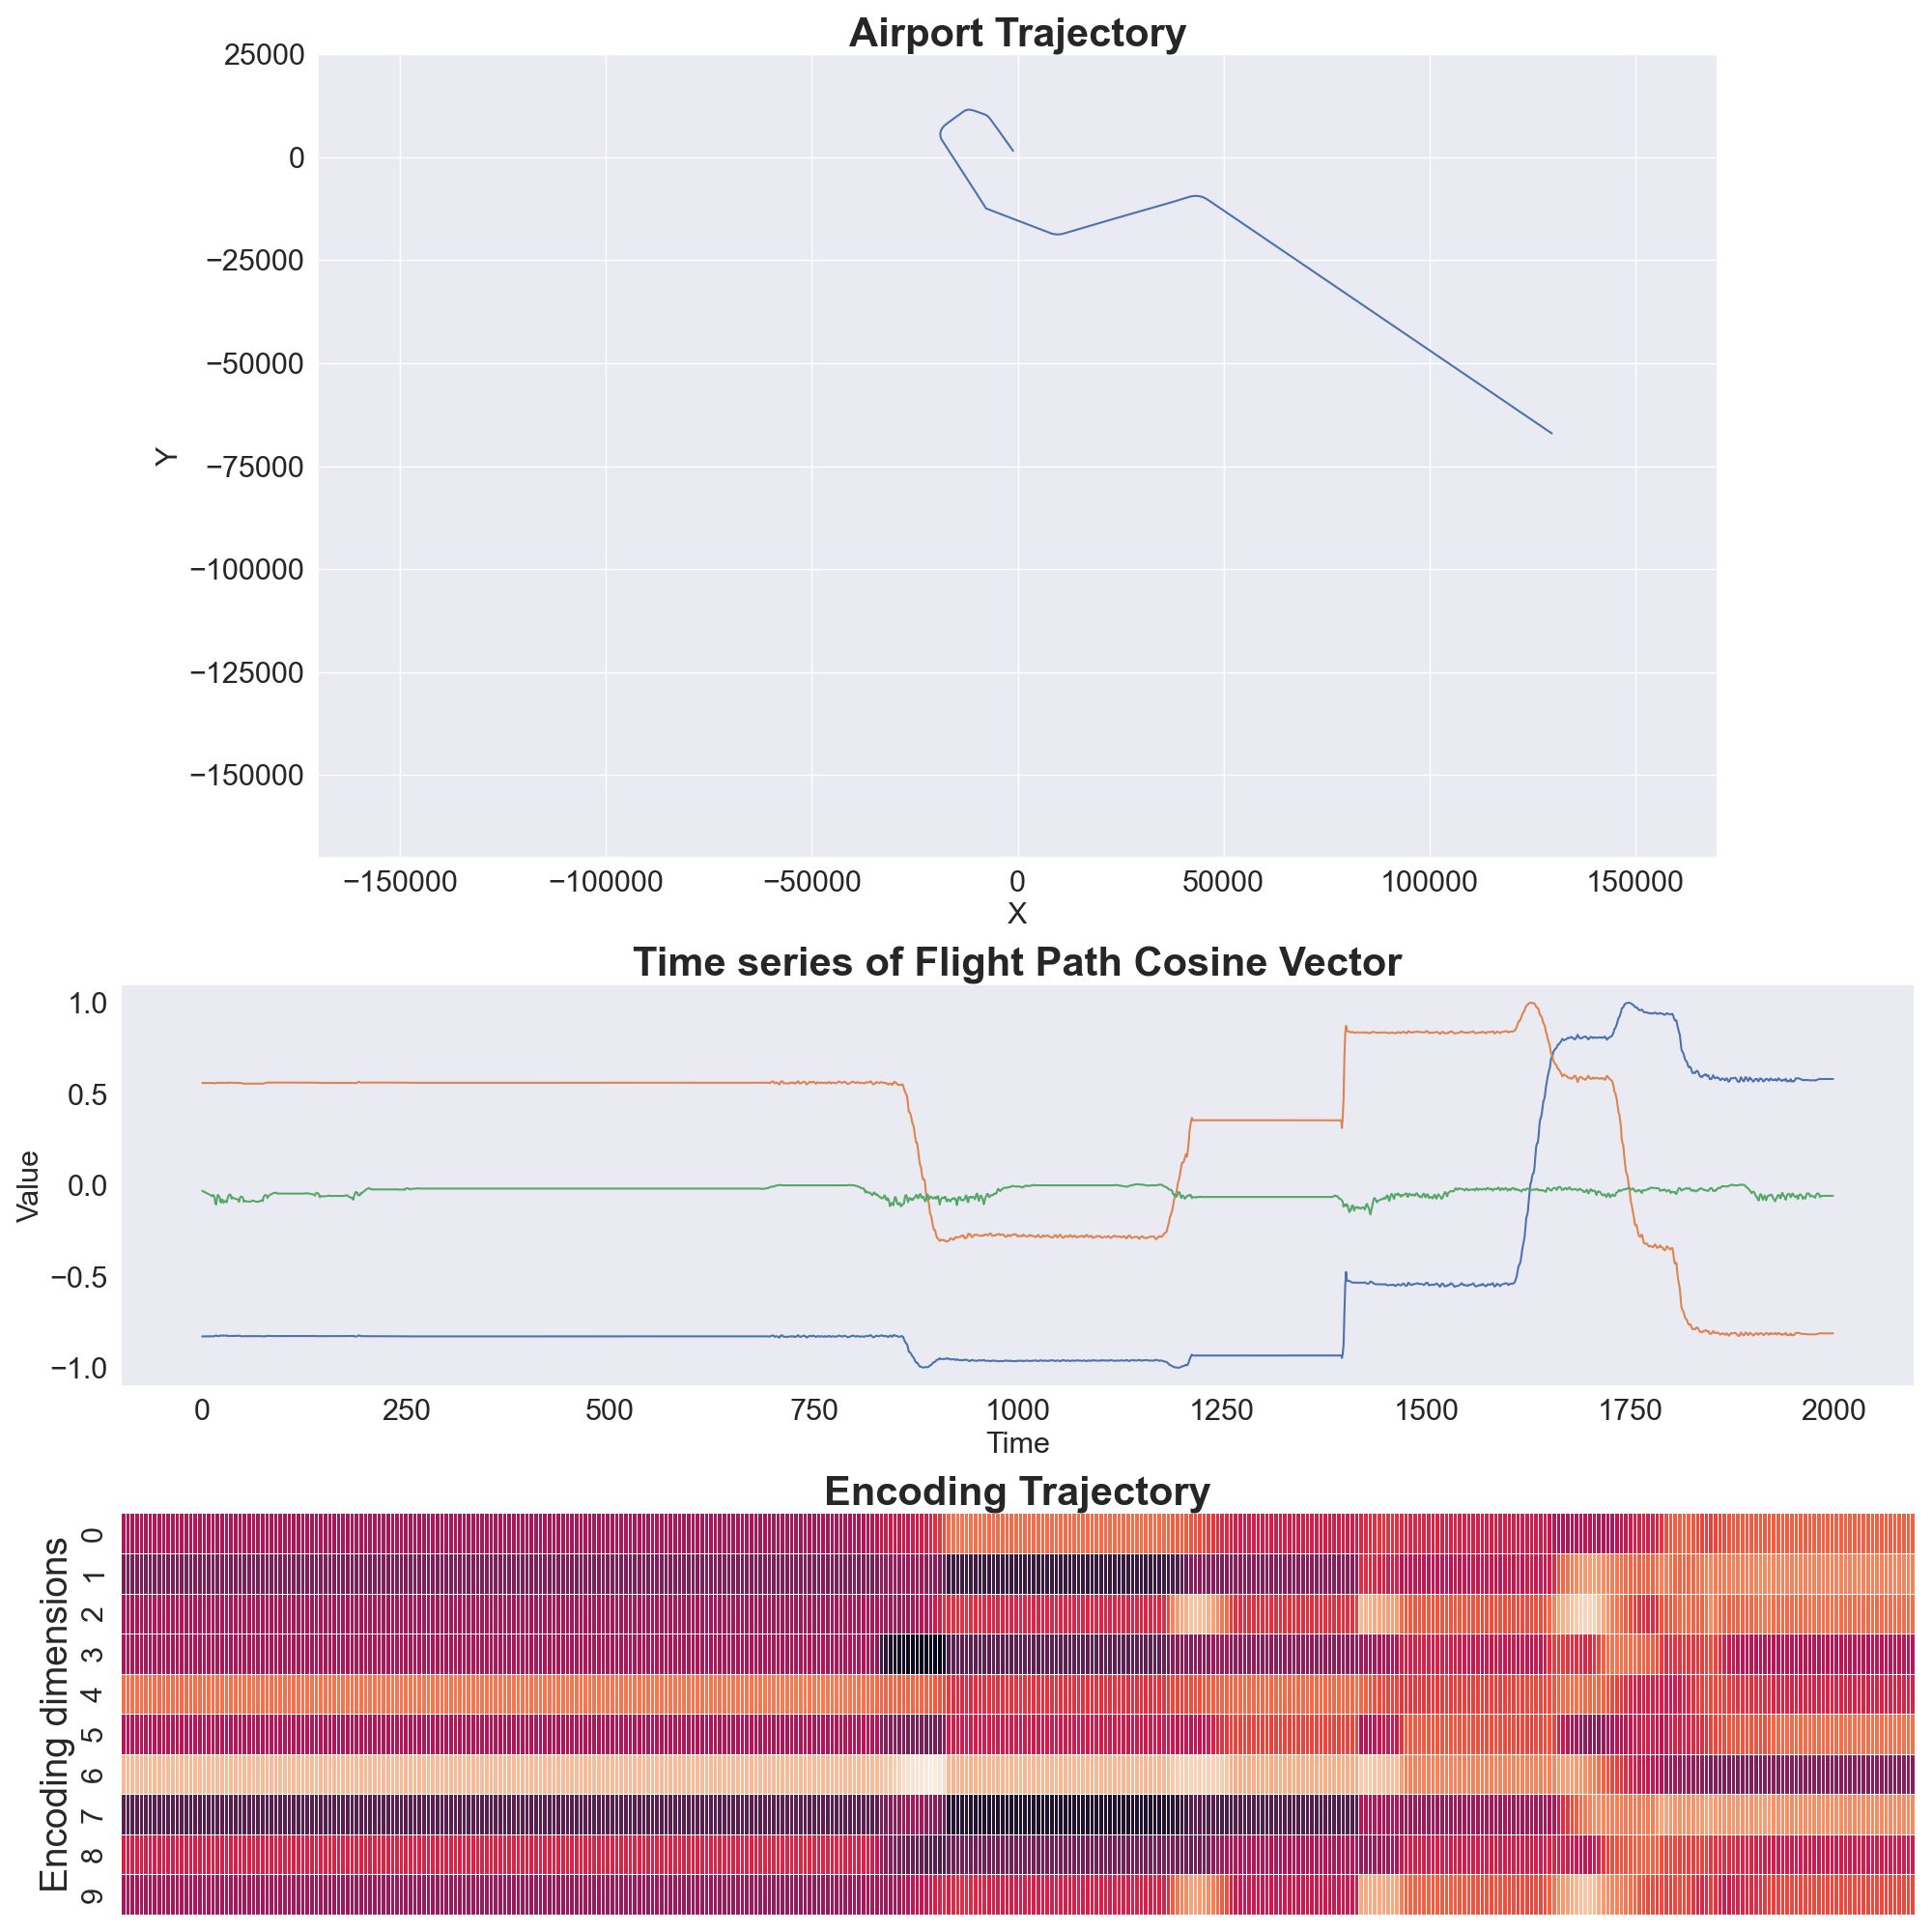 Airport Trajectory
25000
0
−25000
−50000
−75000
−100000
−125000
−150000
Y
−150000 −100000 −50000 0 50000 100000 150000
X
Time series of Flight Path Cosine Vector
1.0
0.5
0.0
−0.5
−1.0
Value
0 250 500 750 1000 1250 1500 1750 2000
Time
Encoding Trajectory
Encoding dimensions
0
1
2
3
4
5
6
7
8
9